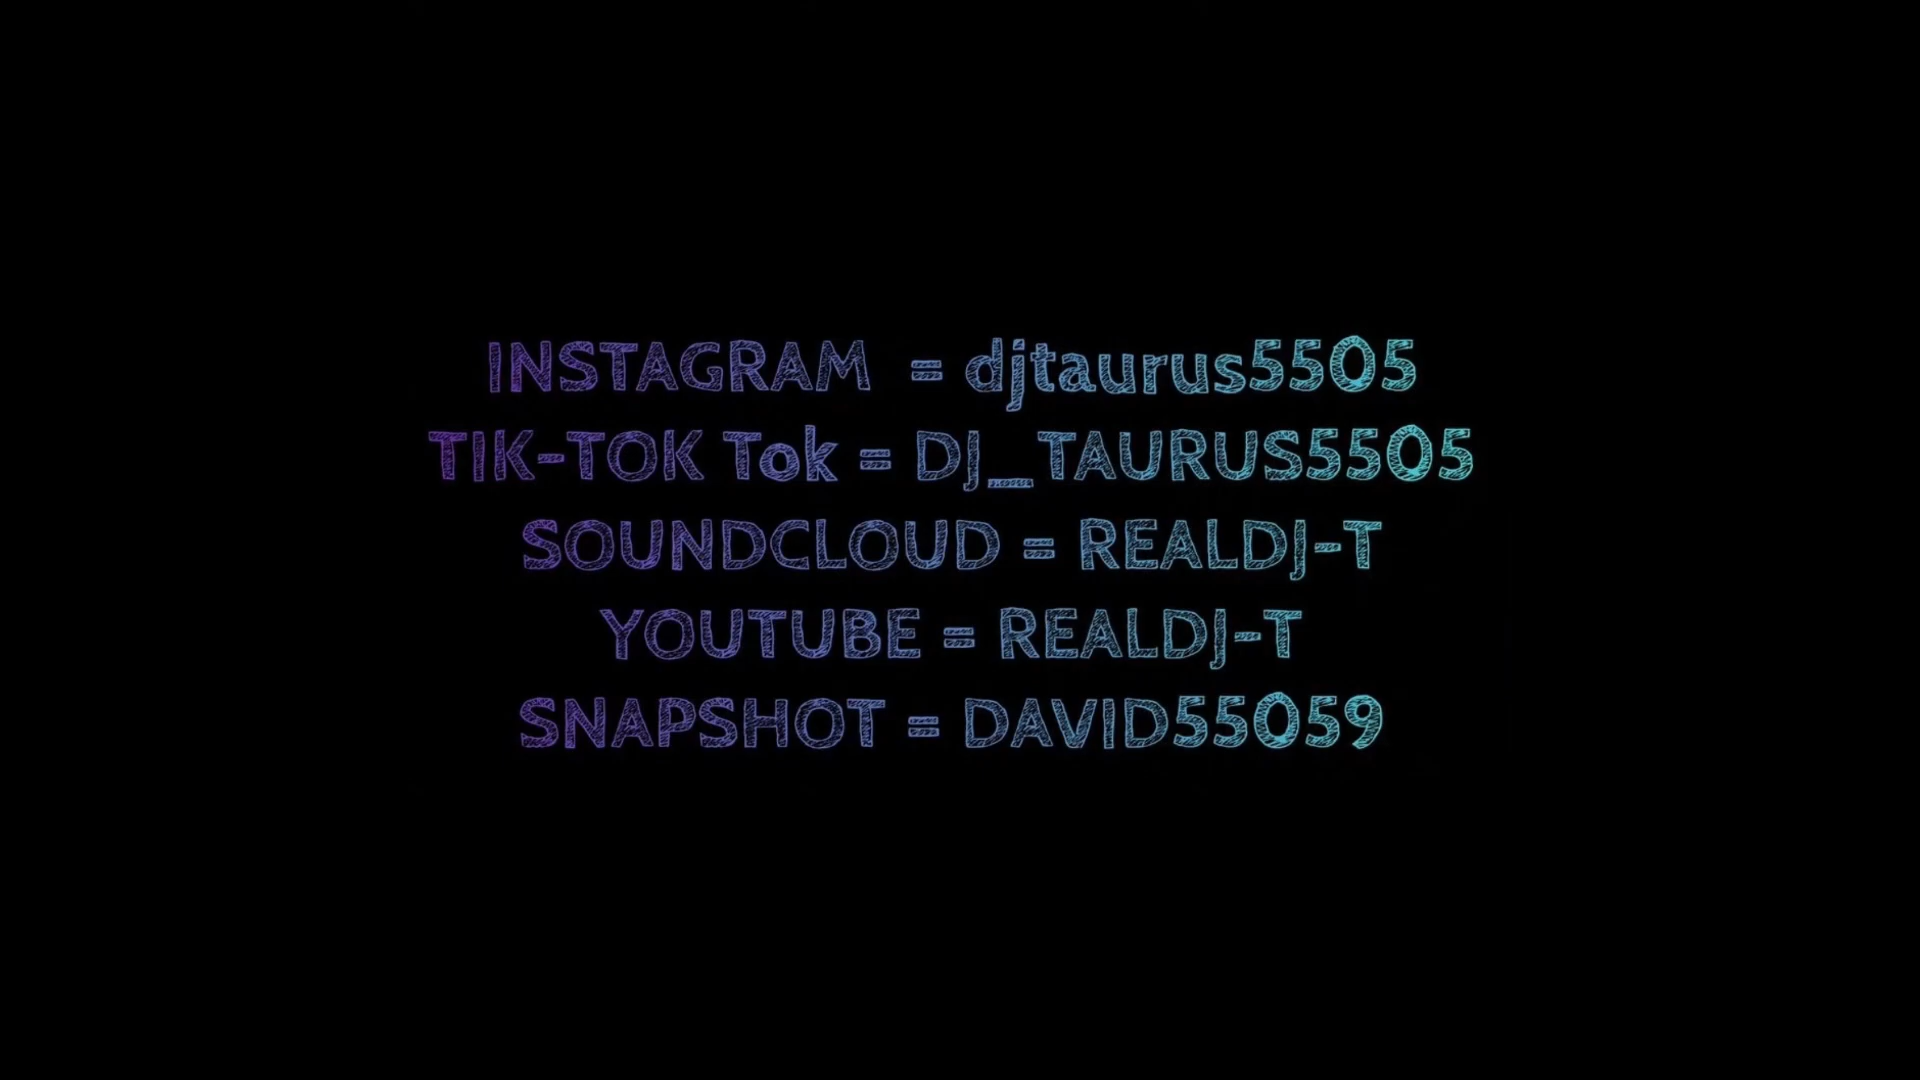 INSTAGRAM = djtaurus5505
TIK-TOK Tok = DJ_TAURUS5505
SOUNDCLOUD = REALDJ-T
YOUTUBE = REALDJ-T
SNAPSHOT = DAVID55059